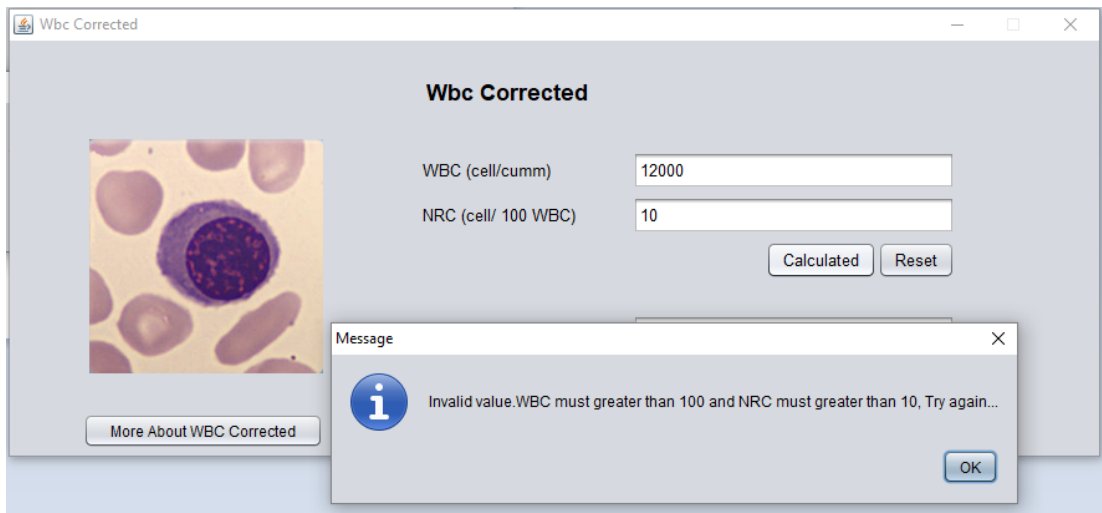 Wbc Corrected
Wbc Corrected
WBC (cell/cumm) 12000
NRC (cell/ 100 WBC) 10
Calculated Reset
Message
Invalid value.WBC must greater than 100 and NRC must greater than 10, Try again...
More About WBC Corrected
OK